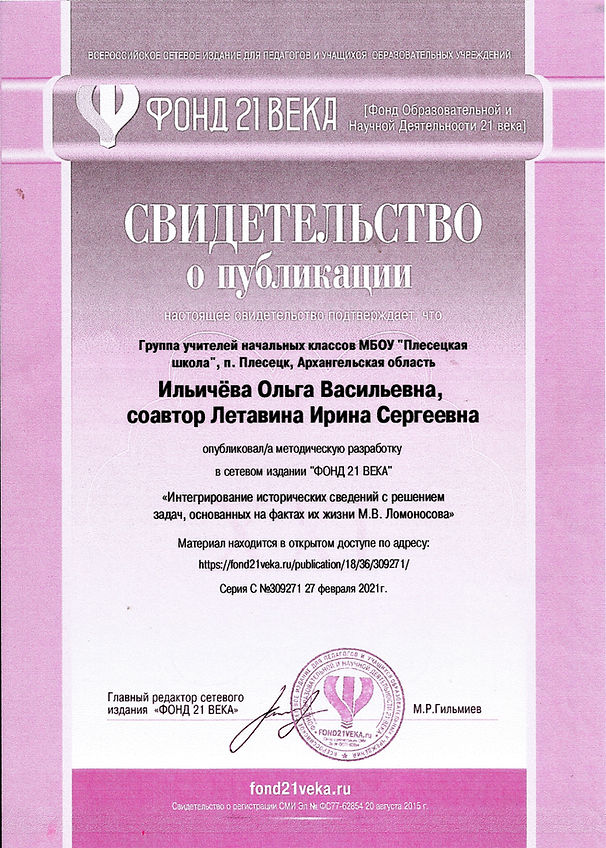 ВСЕРОССИЙСКОЕ СЕТЕВОЕ ИЗДАНИЕ ДЛЯ ПЕДАГОГОВ И УЧАЩИХСЯ ОБРАЗОВАТЕЛЬНЫХ УЧРЕЖДЕНИЙ
ФОНД 21 ВЕКА
[Фонд Образовательной и
Научной Деятельности 21 века]
СВИДЕТЕЛЬСТВО
о публикации
настоящее свидетельство подтверждает, что
Группа учителей начальных классов МБОУ "Плесецкая
школа", п. Плесецк, Архангельская область
Ильичёва Ольга Васильевна,
соавтор Летавина Ирина Сергеевна
опубликовал/а методическую разработку
в сетевом издании "ФОНД 21 ВЕКА"
«Интегрирование исторических сведений с решением
задач, основанных на фактах их жизни М.В. Ломоносова»
Материал находится в открытом доступе по адресу:
https://fond21veka.ru/publication/18/36/309271/
Серия С №309271 27 февраля 2021г.
Главный редактор сетевого
издания «ФОНД 21 ВЕКА»
FOND21VEKA.ru
М.Р.Гильмиев
fond21veka.ru
Свидетельство о регистрации СМИ Эл № ФС77-62854 20 августа 2015 г.